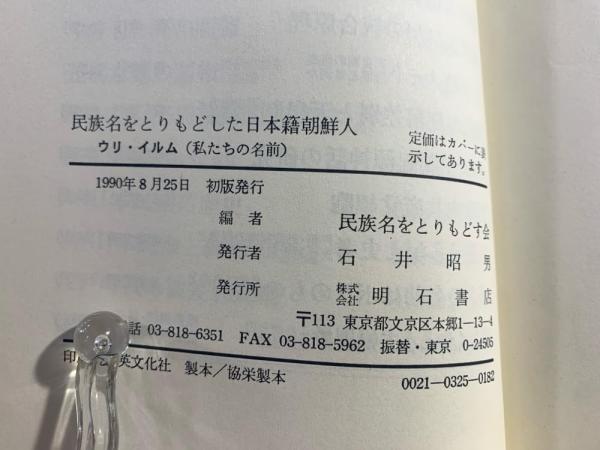 民族名をとりもどした日本籍朝鮮人
ウリ・イルム（私たちの名前）
定価はカバーに表
示してあります。
1990年8月25日 初版発行
編者 民族名をとりもどす会
発行者 石井昭男
発行所 株式会社 明石書店
〒113 東京都文京区本郷1―13―4
話 03-818-6351 FAX 03-818-5962 振替・東京 0-24505
印 英文化社 製本／協栄製本
0021―0325―0182